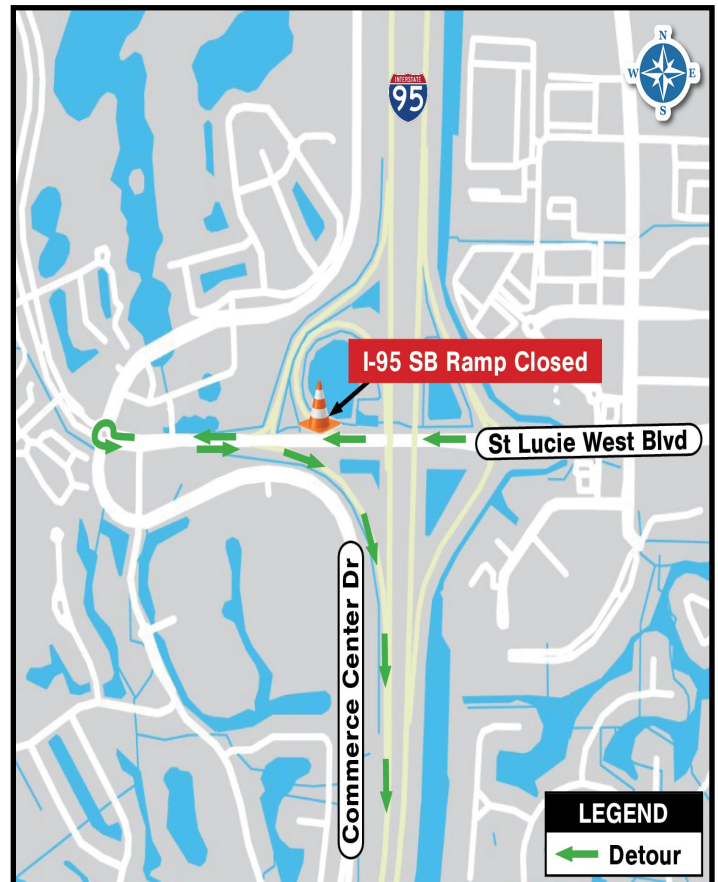 N
W E
S
INTERSTATE
95
I-95 SB Ramp Closed
St Lucie West Blvd
Commerce Center Dr
LEGEND
Detour